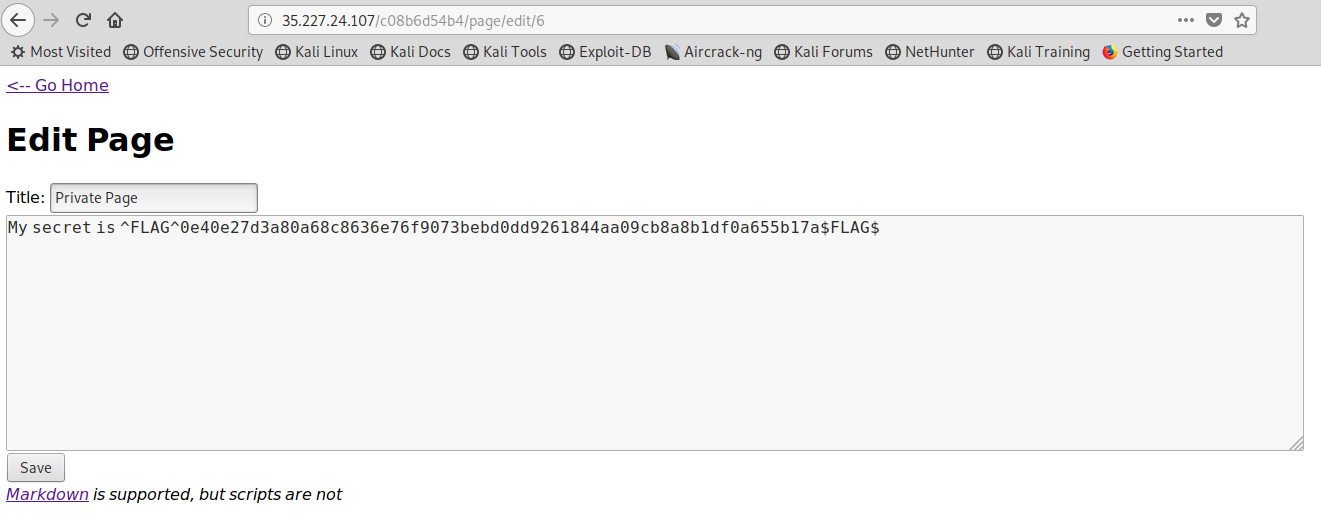 35.227.24.107/c08b6d54b4/page/edit/6
Most Visited Offensive Security Kali Linux Kali Docs Kali Tools Exploit-DB Aircrack-ng Kali Forums NetHunter Kali Training Getting Started
<-- Go Home
Edit Page
Title: Private Page
My secret is ^FLAG^0e40e27d3a80a68c8636e76f9073bebd0dd9261844aa09cb8a8b1df0a655b17a$FLAG$
Save
Markdown is supported, but scripts are not